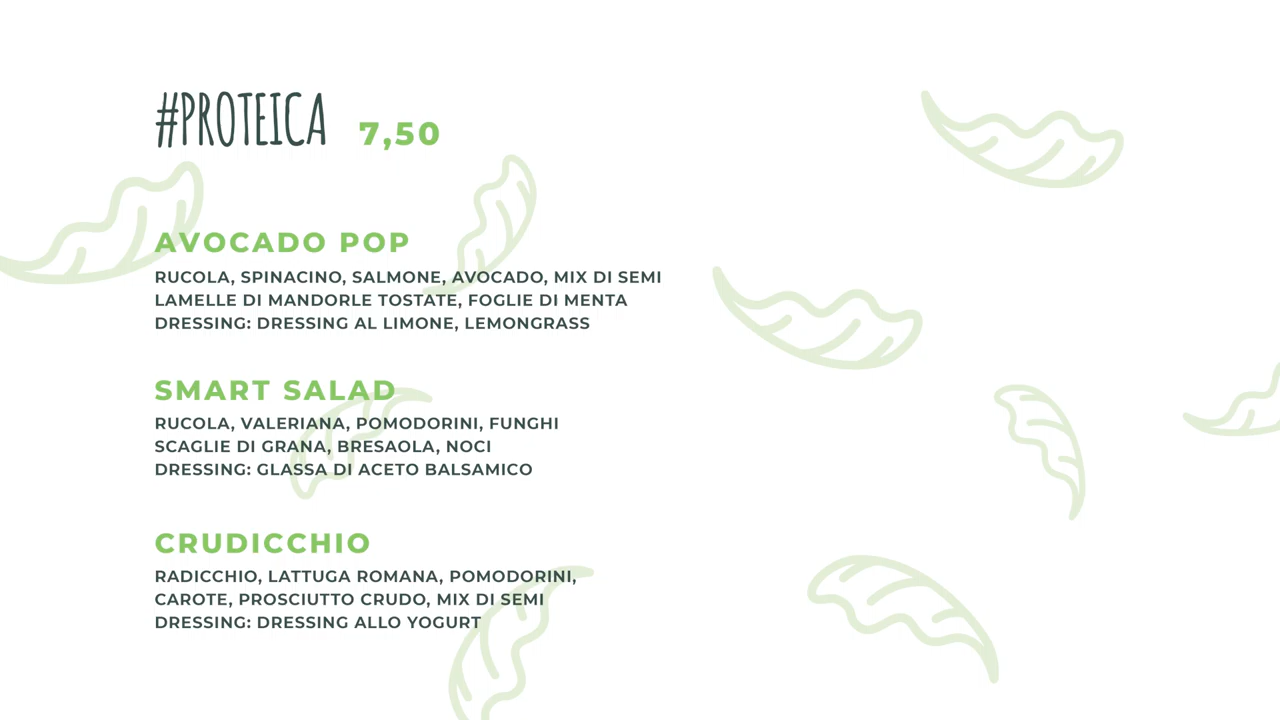 #PROTEICA 7,50
AVOCADO POP
RUCOLA, SPINACINO, SALMONE, AVOCADO, MIX DI SEMI
LAMELLE DI MANDORLE TOSTATE, FOGLIE DI MENTA
DRESSING: DRESSING AL LIMONE, LEMONGRASS
SMART SALAD
RUCOLA, VALERIANA, POMODORINI, FUNGHI
SCAGLIE DI GRANA, BRESAOLA, NOCI
DRESSING: GLASSA DI ACETO BALSAMICO
CRUDICCHIO
RADICCHIO, LATTUGA ROMANA, POMODORINI,
CAROTE, PROSCIUTTO CRUDO, MIX DI SEMI
DRESSING: DRESSING ALLO YOGURT